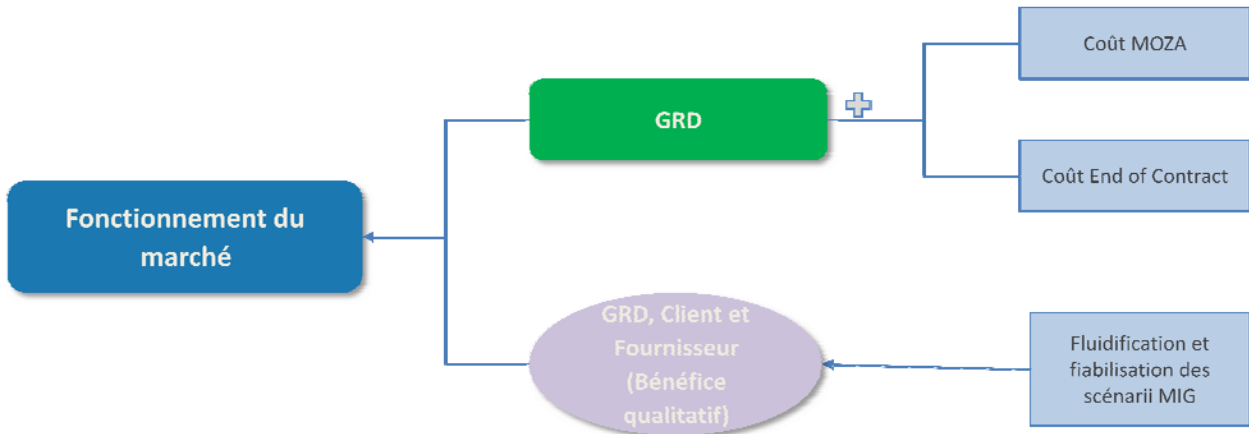 Coût MOZA
GRD
Coût End of Contract
Fonctionnement du
marché
GRD, Client et
Fournisseur
(Bénéfice
qualitatif)
Fluidification et
fiabilisation des
scénarii MIG